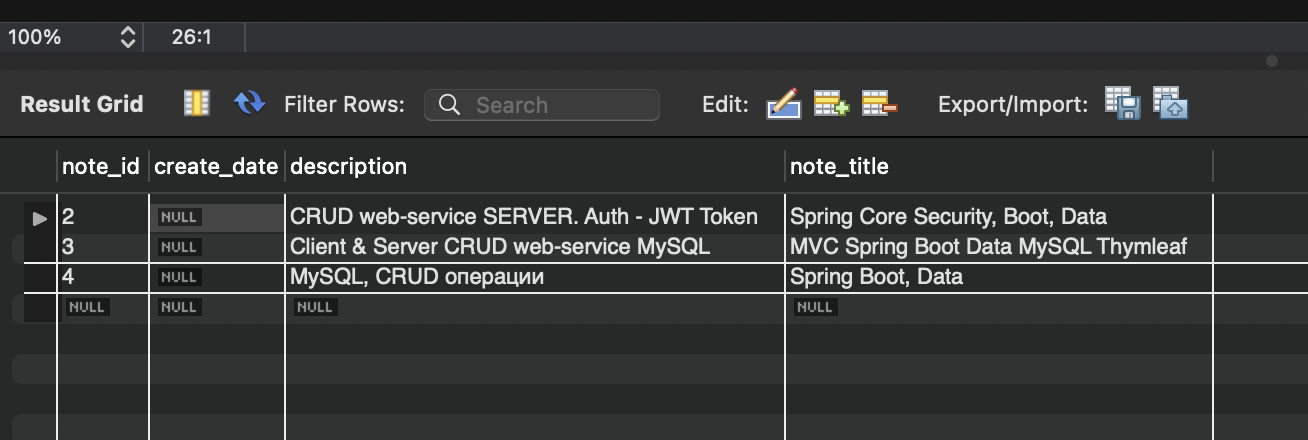 100% 26:1
Result Grid Filter Rows: Search Edit: Export/Import:
note_id create_date description note_title
2 NULL CRUD web-service SERVER. Auth - JWT Token Spring Core Security, Boot, Data
3 NULL Client & Server CRUD web-service MySQL MVC Spring Boot Data MySQL Thymleaf
4 NULL MySQL, CRUD операции Spring Boot, Data
NULL NULL NULL NULL